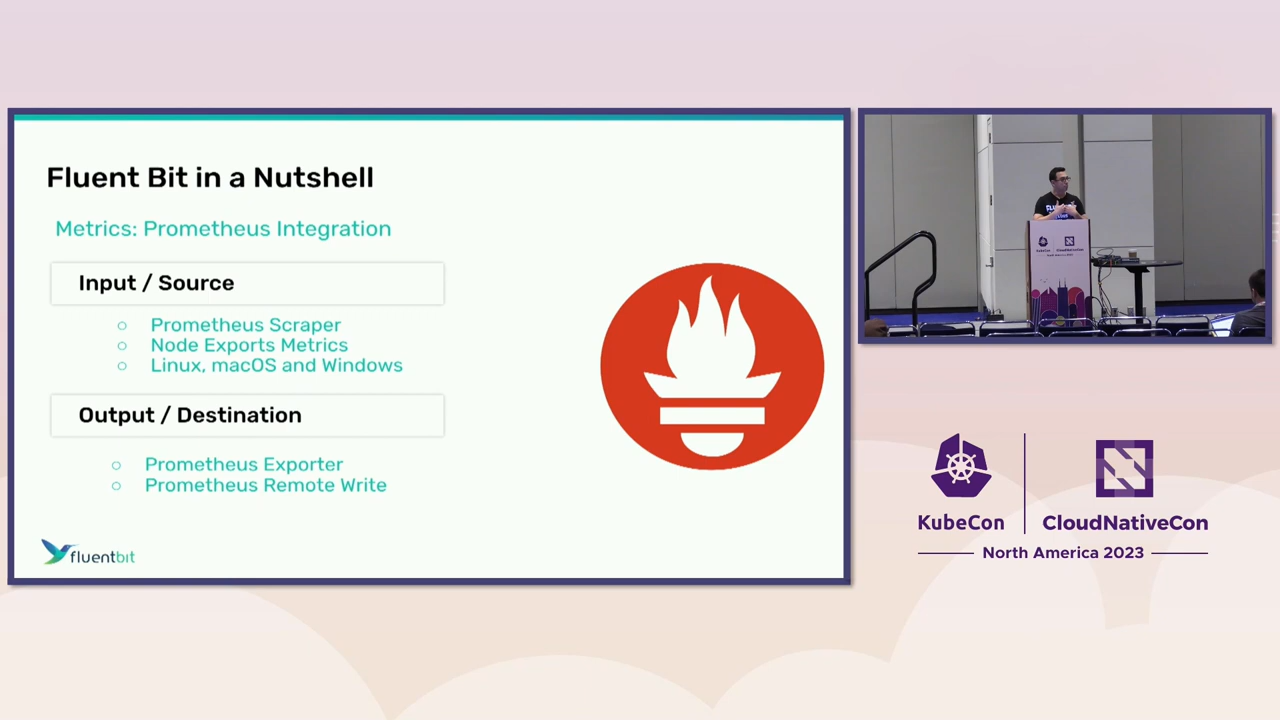 Fluent Bit in a Nutshell
Metrics: Prometheus Integration
Input / Source
Prometheus Scraper
Node Exports Metrics
Linux, macOS and Windows
Output / Destination
Prometheus Exporter
Prometheus Remote Write
fluentbit
KubeCon
CloudNativeCon
North America 2023